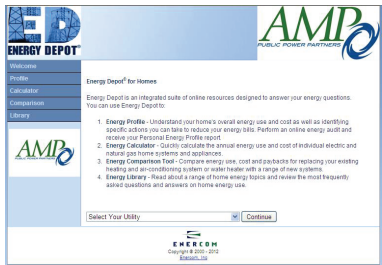 ENERGY DEPOT®
AMP
PUBLIC POWER PARTNERS
Welcome
Profile
Calculator
Comparison
Library
AMP
PUBLIC POWER PARTNERS
Energy Depot® for Homes
Energy Depot is an integrated suite of online resources designed to answer your energy questions.
You can use Energy Depot to:
1. Energy Profile - Understand your home's overall energy use and cost as well as identifying
specific actions you can take to reduce your energy bills. Perform an online energy audit and
receive your Personal Energy Profile report.
2. Energy Calculator - Quickly calculate the annual energy use and cost of individual electric and
natural gas home systems and appliances.
3. Energy Comparison Tool - Compare energy use, cost and paybacks for replacing your existing
heating and air-conditioning system or water heater with a range of new systems.
4. Energy Library - Read about a range of home energy topics and review the most frequently
asked questions and answers on home energy use.
Select Your Utility
Continue
ENERCOM
Copyright © 2000 - 2012
Enercom, Inc